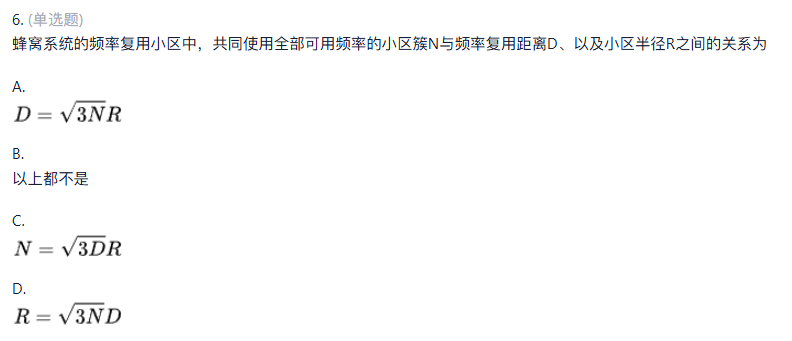 6. (单选题)
蜂窝系统的频率复用小区中，共同使用全部可用频率的小区簇N与频率复用距离D、以及小区半径R之间的关系为
A.
D = √3N R
B.
以上都不是
C.
N = √3D R
D.
R = √3N D